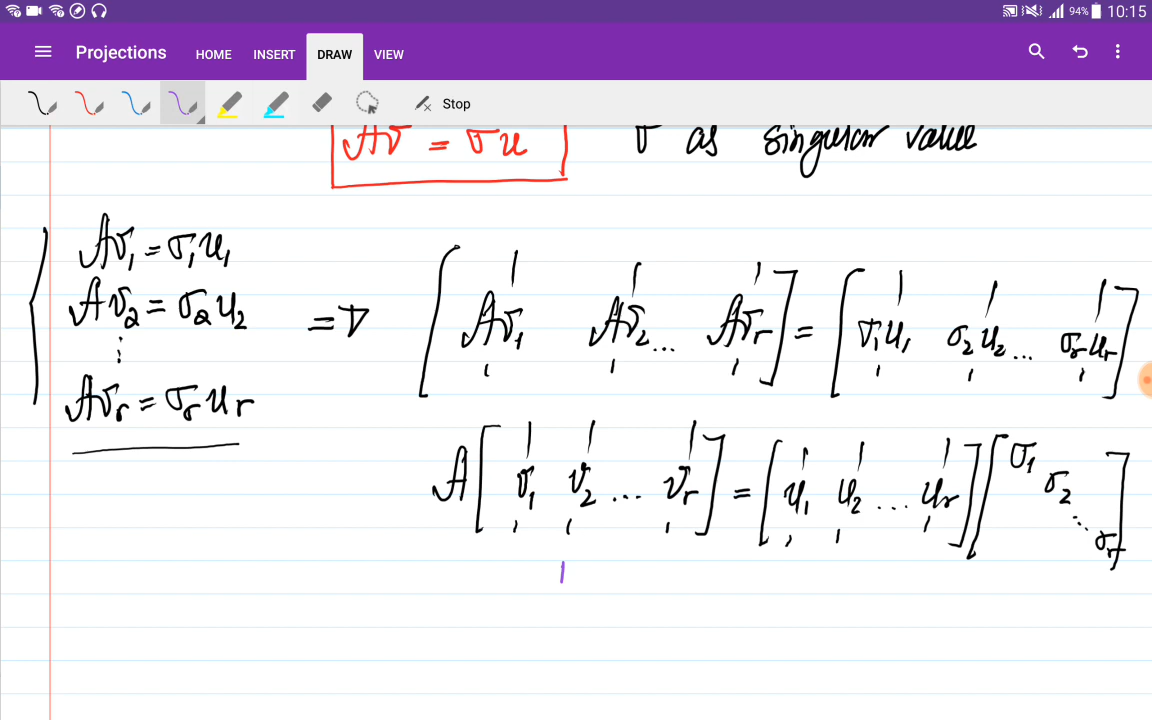 94% 10:15
Projections HOME INSERT DRAW VIEW
Stop
Av = σu σ as singular value
Av₁ = σ₁u₁
Av₂ = σ₂u₂
⋮
Avᵣ = σᵣuᵣ
=> [Av₁ Av₂ ... Avᵣ] = [σ₁u₁ σ₂u₂ ... σᵣuᵣ]
A[v₁ v₂ ... vᵣ] = [u₁ u₂ ... uᵣ][σ₁ σ₂ ⋱ σᵣ]